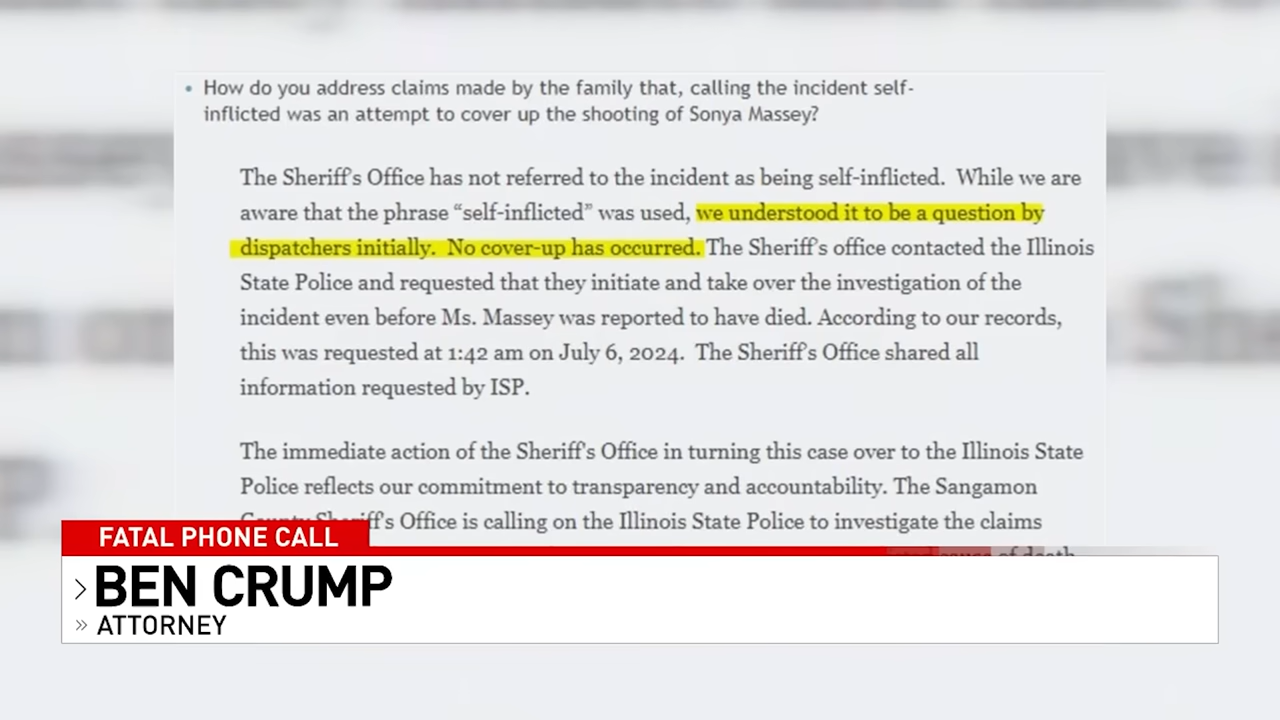 • How do you address claims made by the family that, calling the incident self-
inflicted was an attempt to cover up the shooting of Sonya Massey?
The Sheriff's Office has not referred to the incident as being self-inflicted. While we are
aware that the phrase “self-inflicted” was used, we understood it to be a question by
dispatchers initially. No cover-up has occurred. The Sheriff's office contacted the Illinois
State Police and requested that they initiate and take over the investigation of the
incident even before Ms. Massey was reported to have died. According to our records,
this was requested at 1:42 am on July 6, 2024. The Sheriff's Office shared all
information requested by ISP.
The immediate action of the Sheriff's Office in turning this case over to the Illinois State
Police reflects our commitment to transparency and accountability. The Sangamon
County Sheriff's Office is calling on the Illinois State Police to investigate the claims
of death
FATAL PHONE CALL
> BEN CRUMP
» ATTORNEY